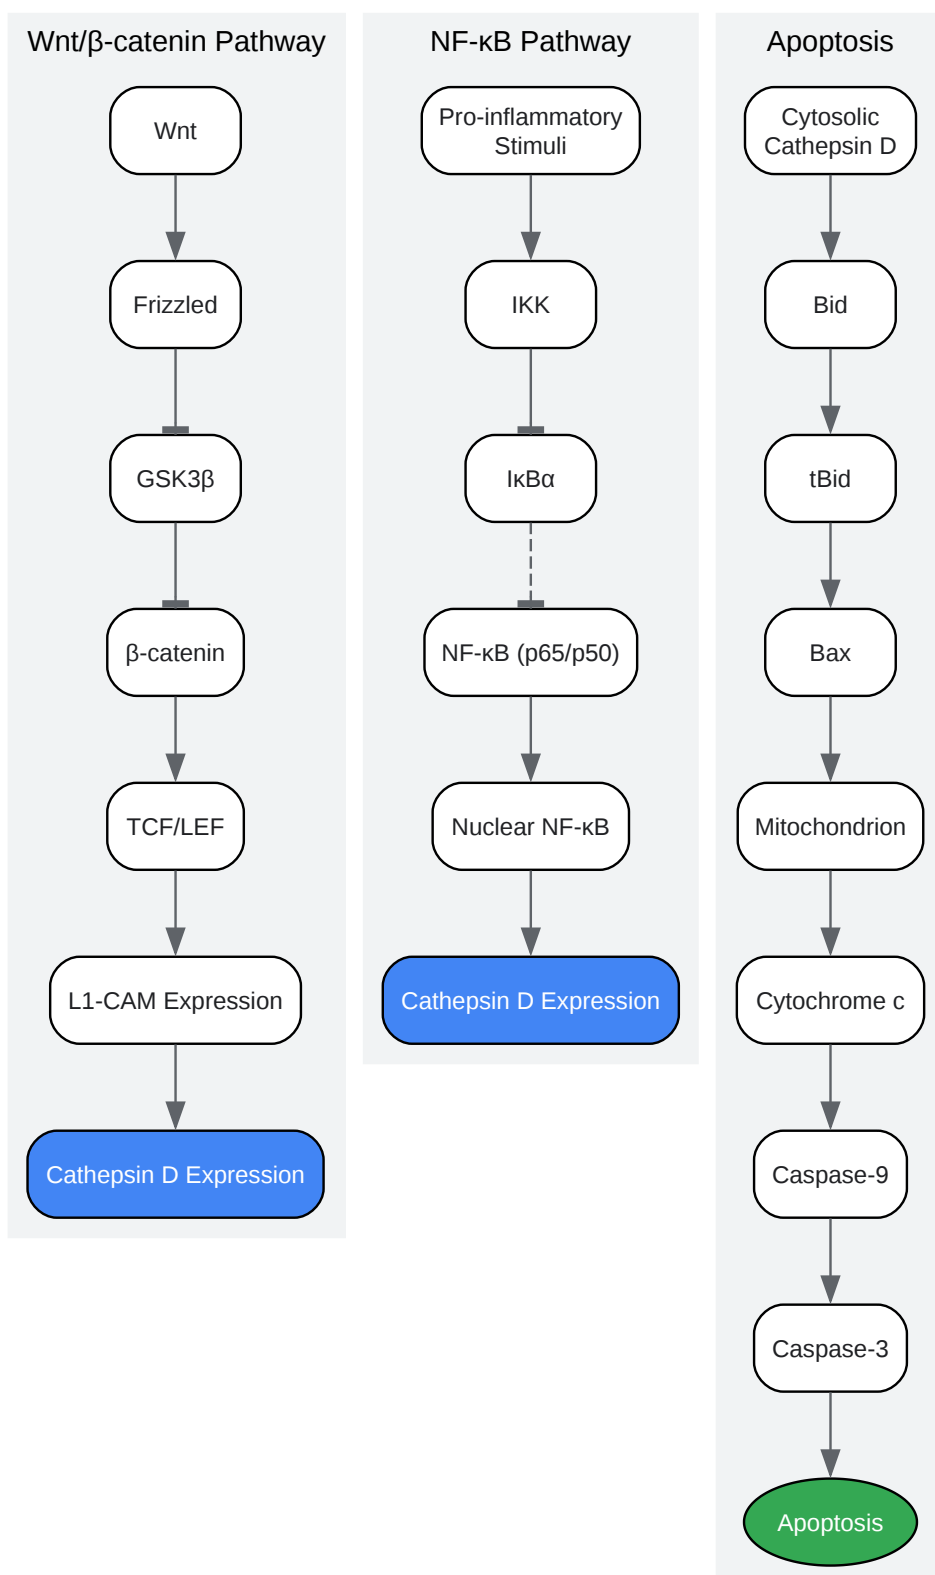 Wnt/β-catenin Pathway
Wnt
Frizzled
GSK3β
β-catenin
TCF/LEF
L1-CAM Expression
Cathepsin D Expression
NF-κB Pathway
Pro-inflammatory
Stimuli
IKK
IκBα
NF-κB (p65/p50)
Nuclear NF-κB
Cathepsin D Expression
Apoptosis
Cytosolic
Cathepsin D
Bid
tBid
Bax
Mitochondrion
Cytochrome c
Caspase-9
Caspase-3
Apoptosis